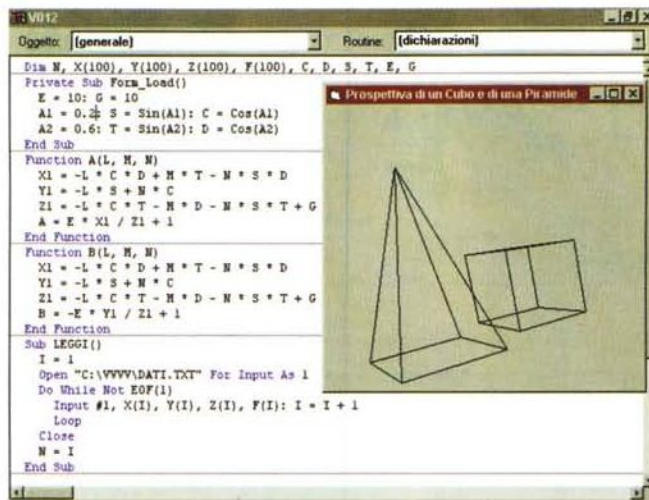 V012
Oggetto: (generale) Routine: (dichiarazioni)
Dim N, X(100), Y(100), Z(100), F(100), C, D, S, T, E, G
Private Sub Form_Load()
E = 10: G = 10
A1 = 0.2: S = Sin(A1): C = Cos(A1)
A2 = 0.6: T = Sin(A2): D = Cos(A2)
End Sub
Function A(L, M, N)
X1 = -L * C * D + M * T - N * S * D
Y1 = -L * S + N * C
Z1 = -L * C * T - M * D - N * S * T + G
A = E * X1 / Z1 + 1
End Function
Function B(L, M, N)
X1 = -L * C * D + M * T - N * S * D
Y1 = -L * S + N * C
Z1 = -L * C * T - M * D - N * S * T + G
B = -E * Y1 / Z1 + 1
End Function
Sub LEGGI()
I = 1
Open "C:\VVVV\DATI.TXT" For Input As 1
Do While Not EOF(1)
Input #1, X(I), Y(I), Z(I), F(I): I = I + 1
Loop
Close
N = I
End Sub
Prospettiva di un Cubo e di una Piramide